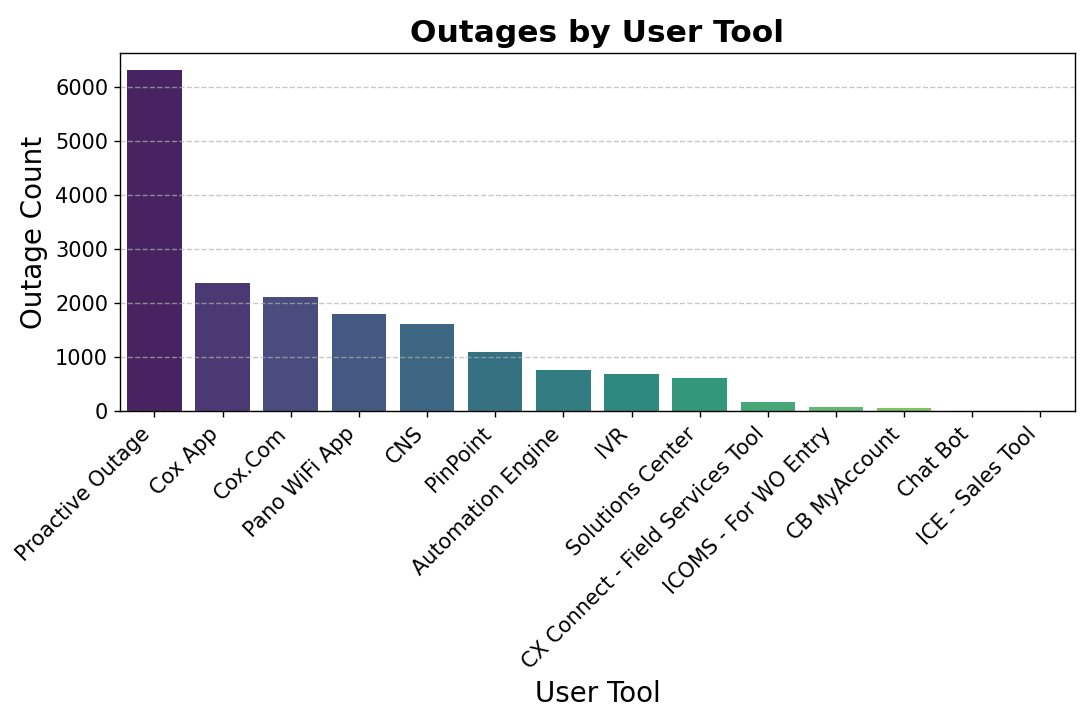 Outages by User Tool
Outage Count
6000
5000
4000
3000
2000
1000
0
Proactive Outage
Cox App
Cox.Com
Pano WiFi App
CNS
PinPoint
Automation Engine
IVR
Solutions Center
CX Connect - Field Services Tool
ICOMS - For WO Entry
CB MyAccount
Chat Bot
ICE - Sales Tool
User Tool